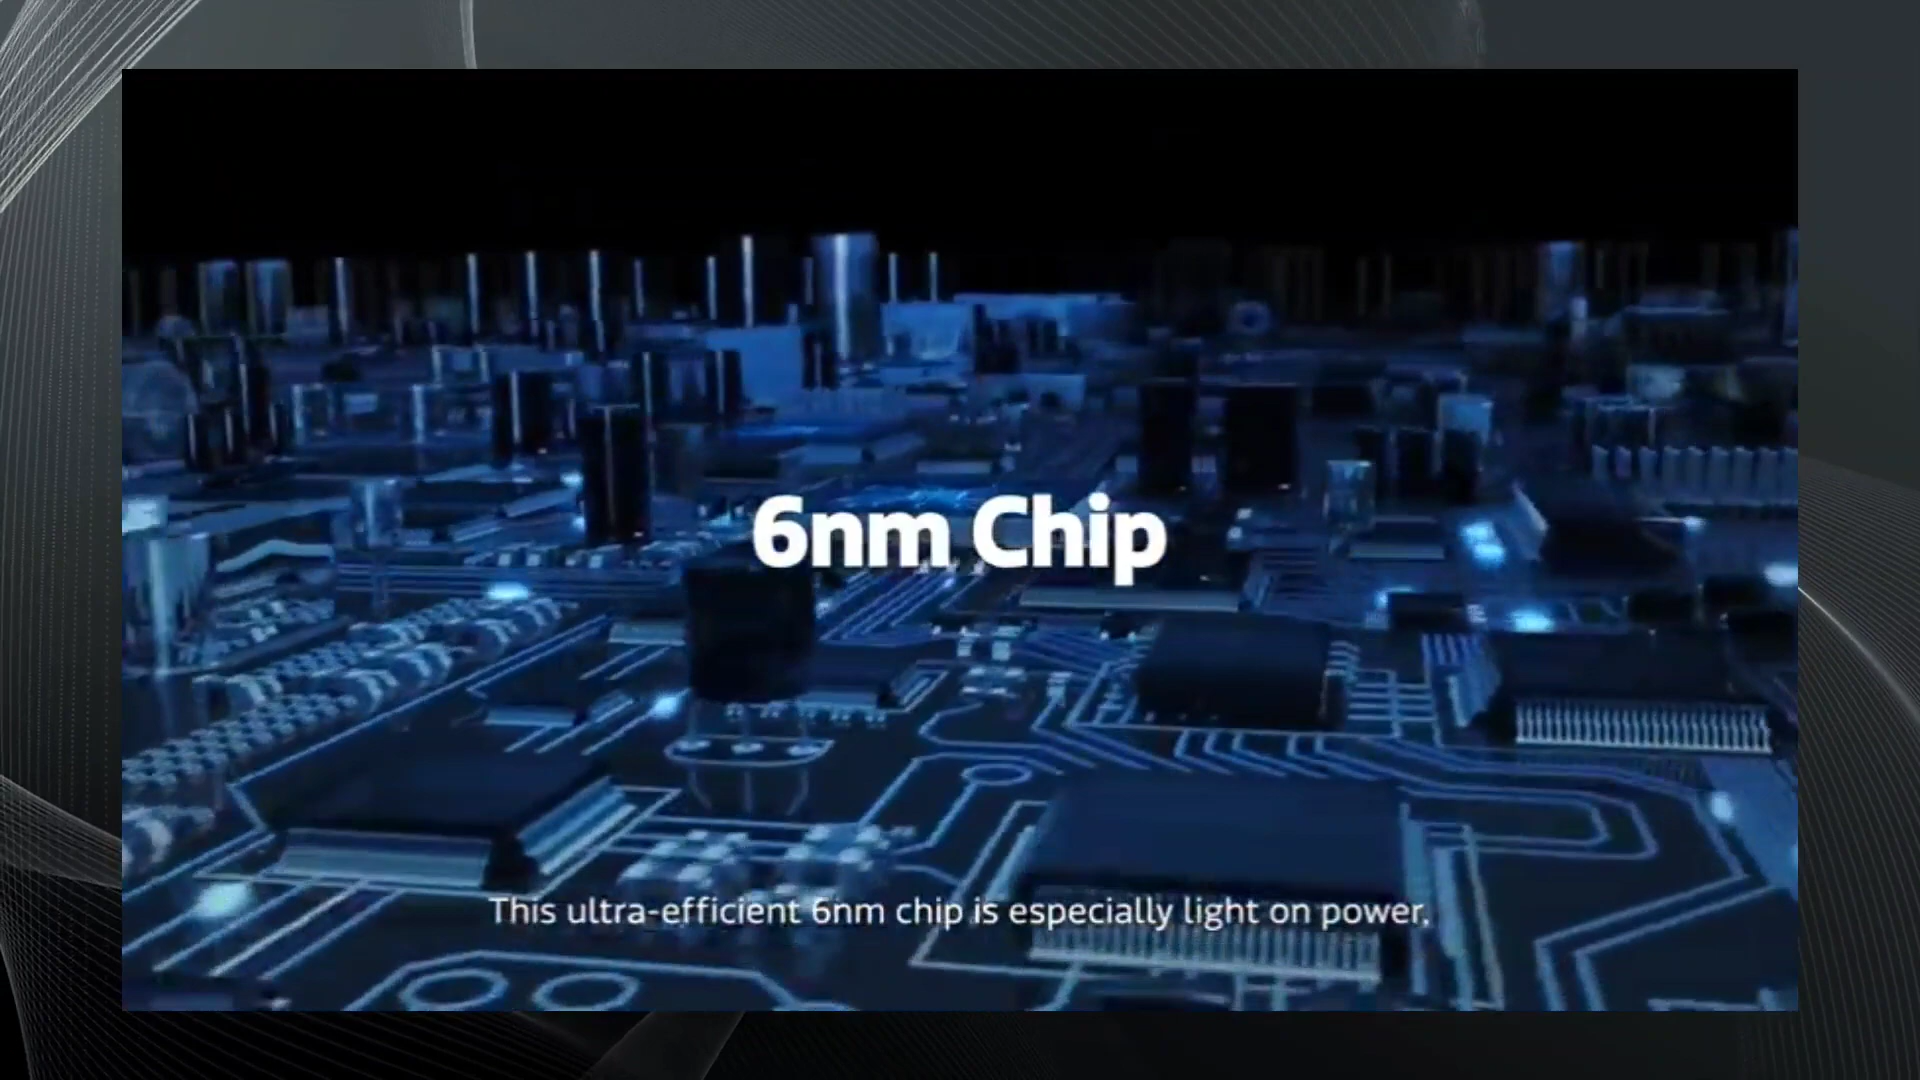 6nm Chip
This ultra-efficient 6nm chip is especially light on power,